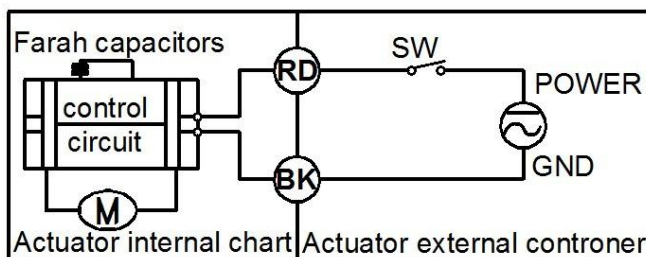 Farah capacitors
control
circuit
M
Actuator internal chart
RD
BK
SW
POWER
GND
Actuator external controner